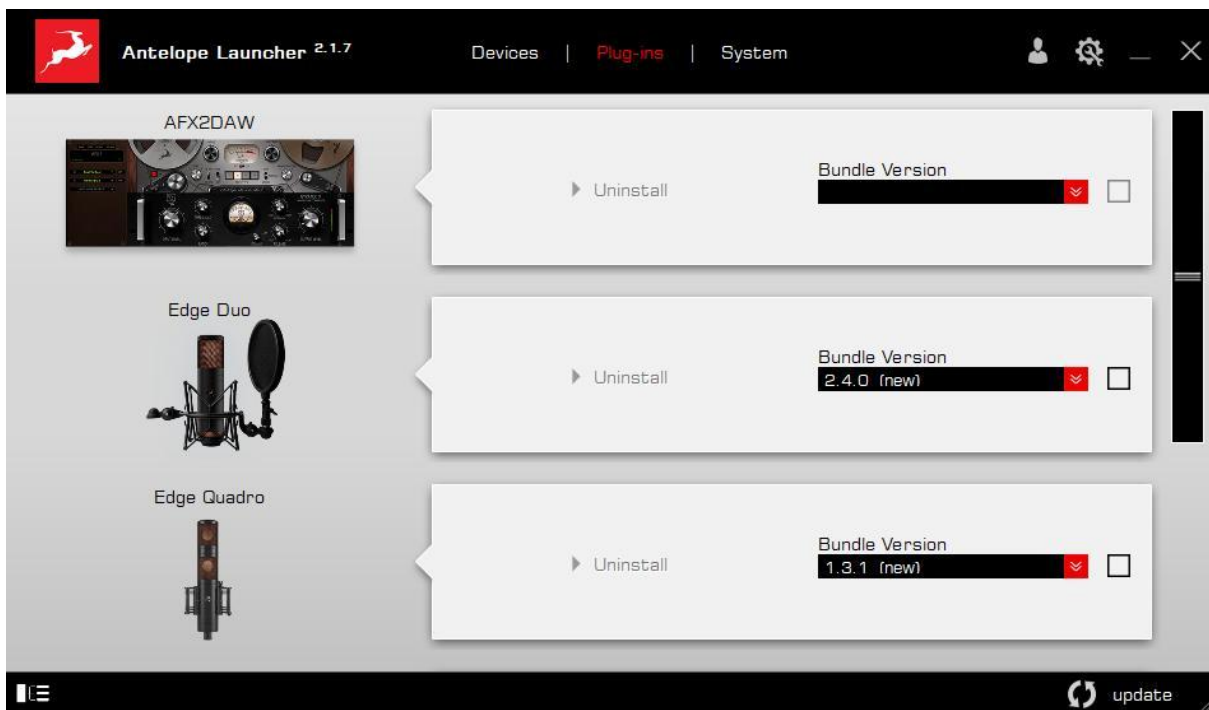 Antelope Launcher 2.1.7
Devices | Plug-ins | System
AFX2DAW
Uninstall
Bundle Version
Edge Duo
Uninstall
Bundle Version
2.4.0 (new)
Edge Quadro
Uninstall
Bundle Version
1.3.1 (new)
update